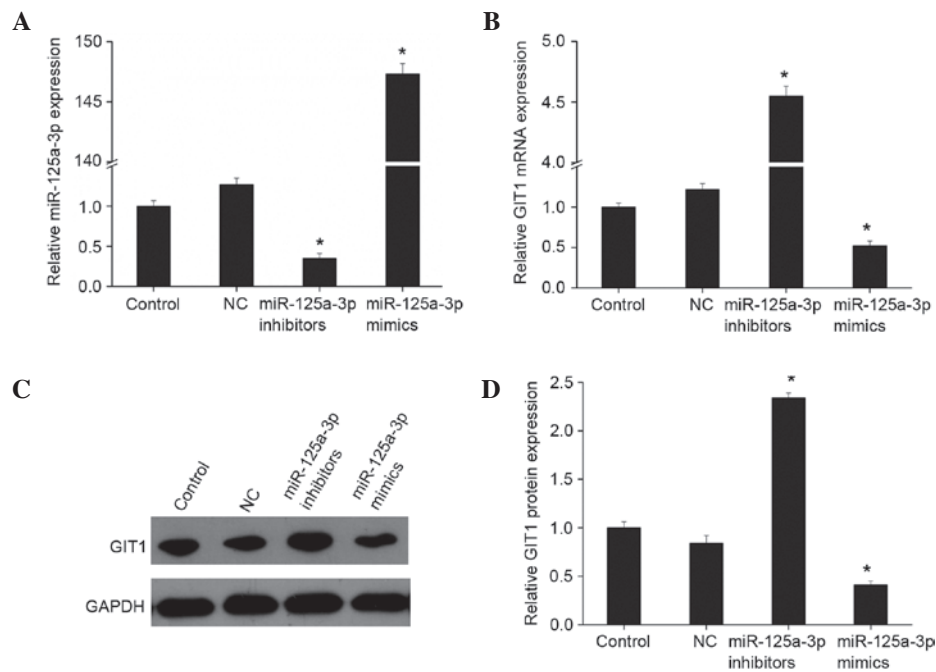 A
Relative miR-125a-3p expression
150
145
140
1.0
0.5
0.0
*
*
Control
NC
miR-125a-3p
inhibitors
miR-125a-3p
mimics
B
Relative GIT1 mRNA expression
5.0
4.5
4.0
1.0
0.5
0.0
*
*
Control
NC
miR-125a-3p
inhibitors
miR-125a-3p
mimics
C
Control
NC
miR-125a-3p
inhibitors
miR-125a-3p
mimics
GIT1
GAPDH
D
Relative GIT1 protein expression
2.5
2.0
1.5
1.0
0.5
0.0
*
*
Control
NC
miR-125a-3p
inhibitors
miR-125a-3p
mimics